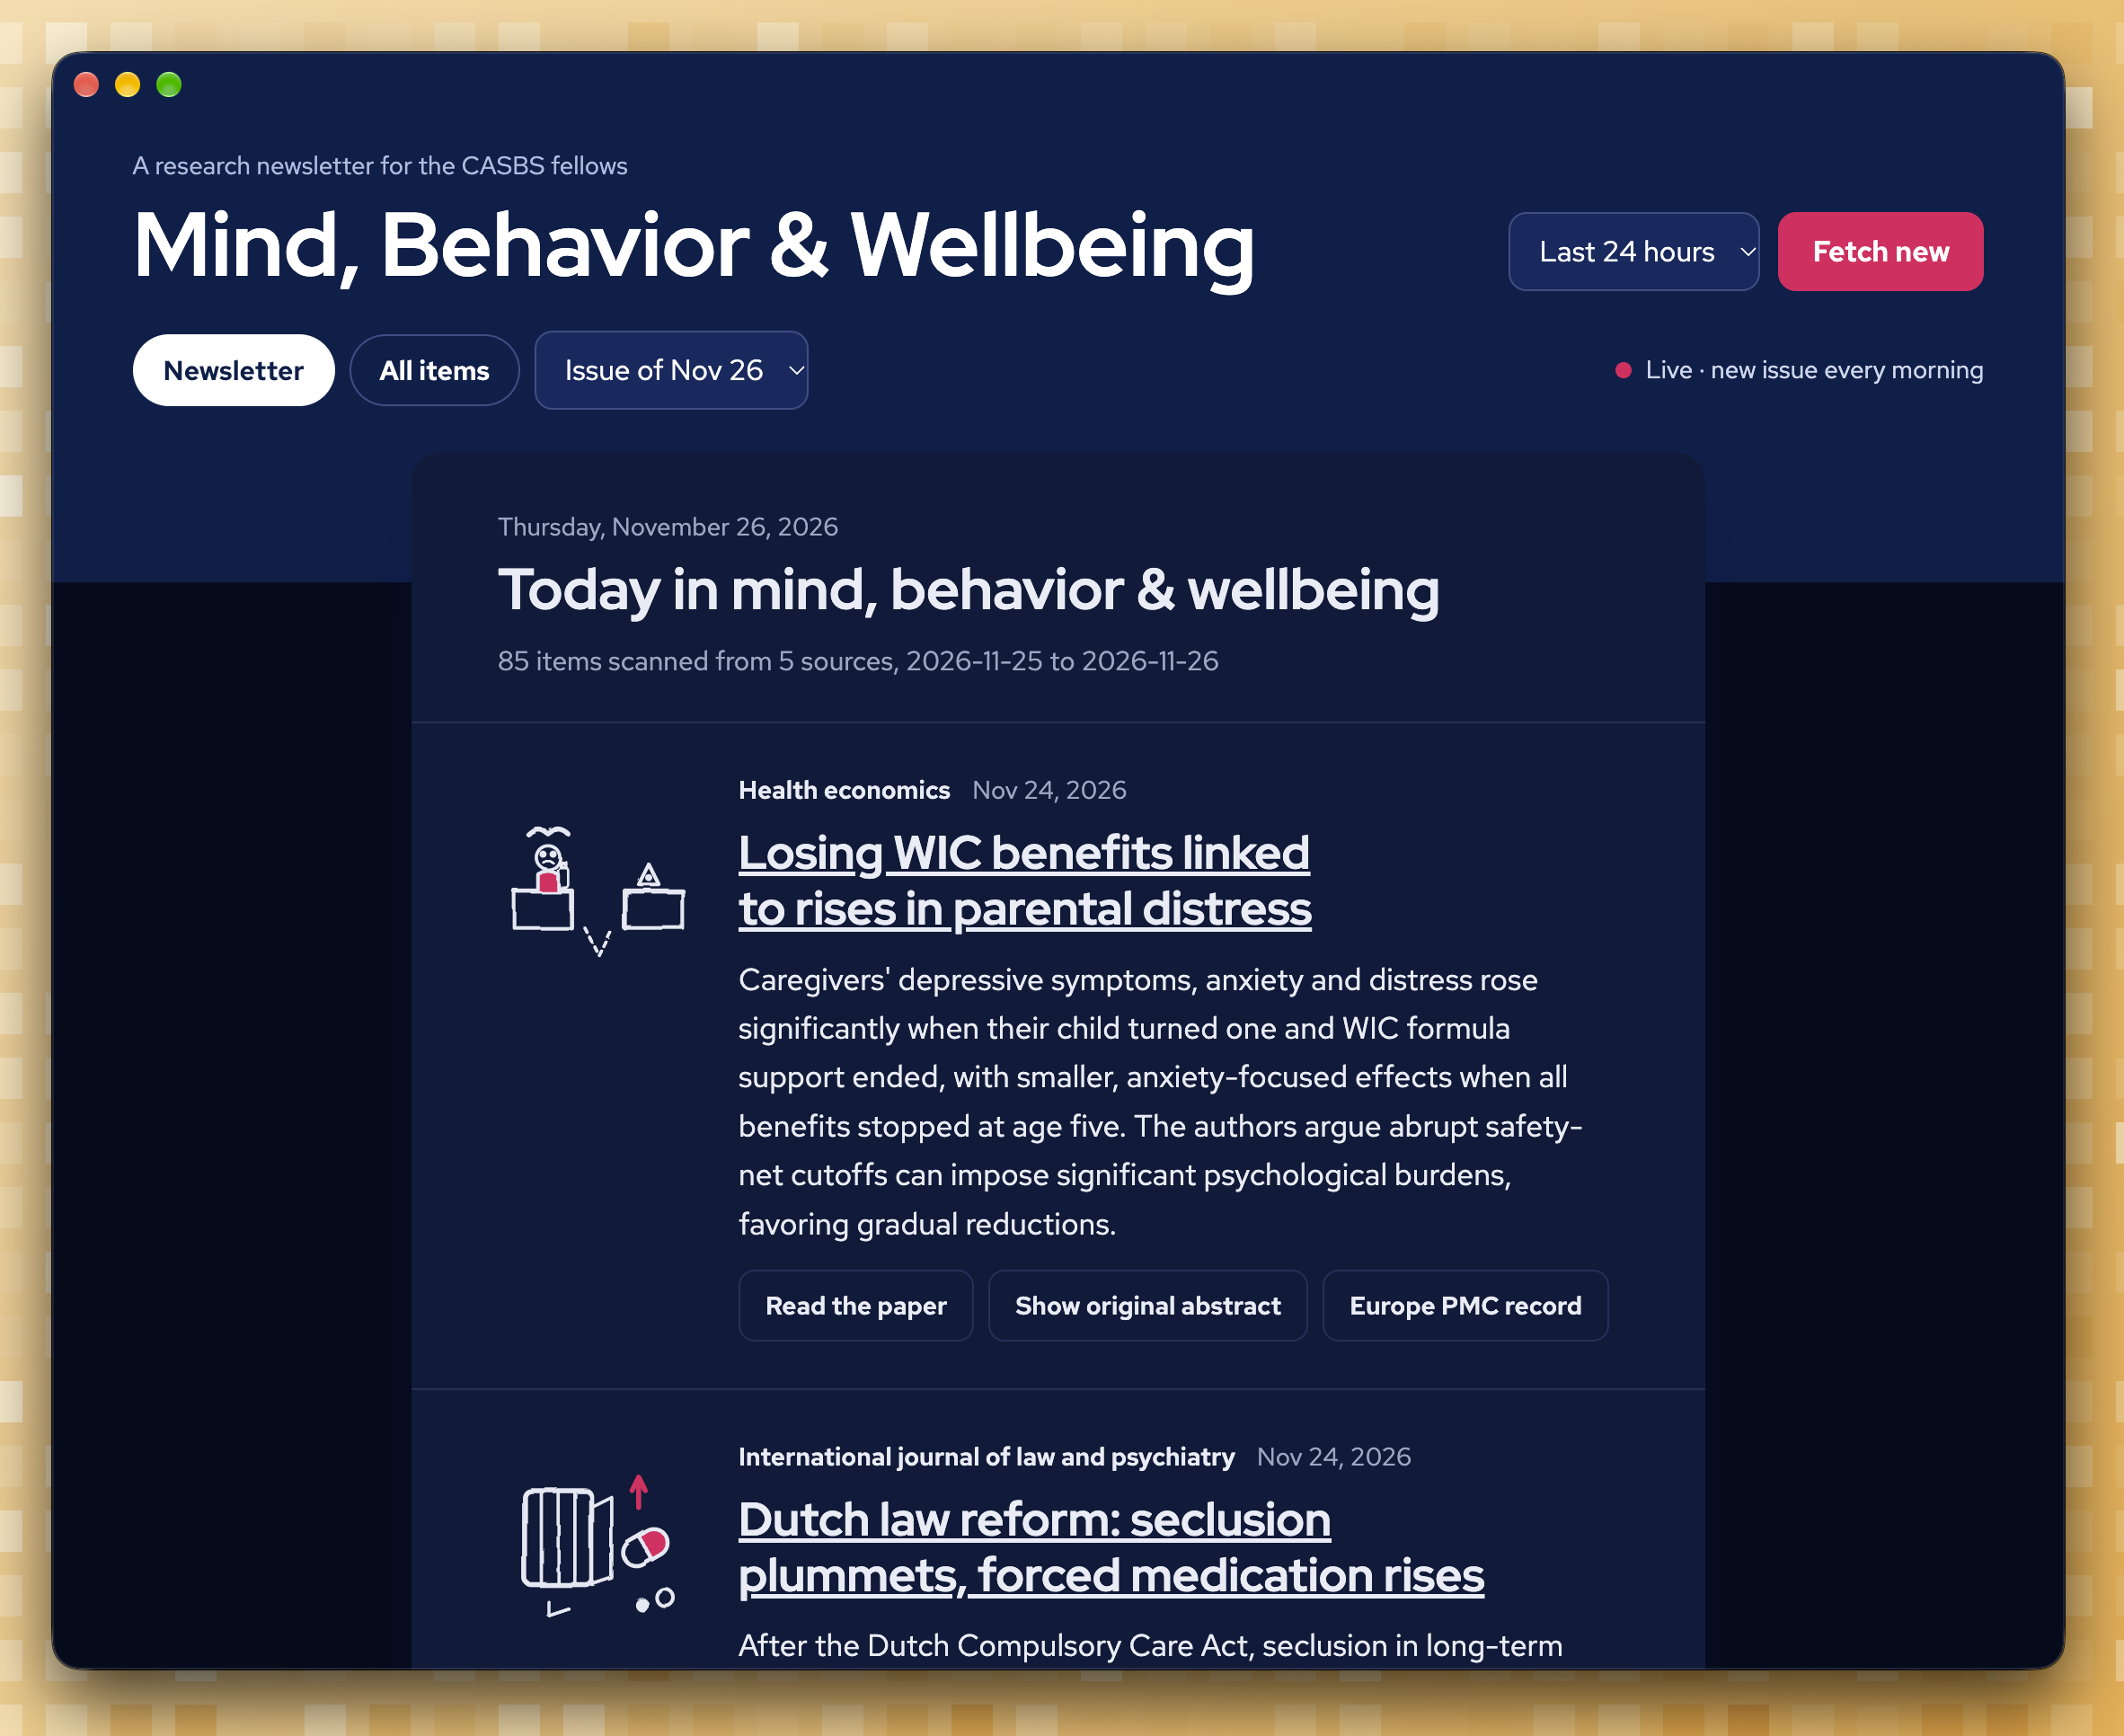 A research newsletter for the CASBS fellows
Mind, Behavior & Wellbeing
Last 24 hours
Fetch new
Newsletter
All items
Issue of Nov 26
Live · new issue every morning
Thursday, November 26, 2026
Today in mind, behavior & wellbeing
85 items scanned from 5 sources, 2026-11-25 to 2026-11-26
Health economics Nov 24, 2026
Losing WIC benefits linked
to rises in parental distress
Caregivers' depressive symptoms, anxiety and distress rose
significantly when their child turned one and WIC formula
support ended, with smaller, anxiety-focused effects when all
benefits stopped at age five. The authors argue abrupt safety-
net cutoffs can impose significant psychological burdens,
favoring gradual reductions.
Read the paper
Show original abstract
Europe PMC record
International journal of law and psychiatry Nov 24, 2026
Dutch law reform: seclusion
plummets, forced medication rises
After the Dutch Compulsory Care Act, seclusion in long-term